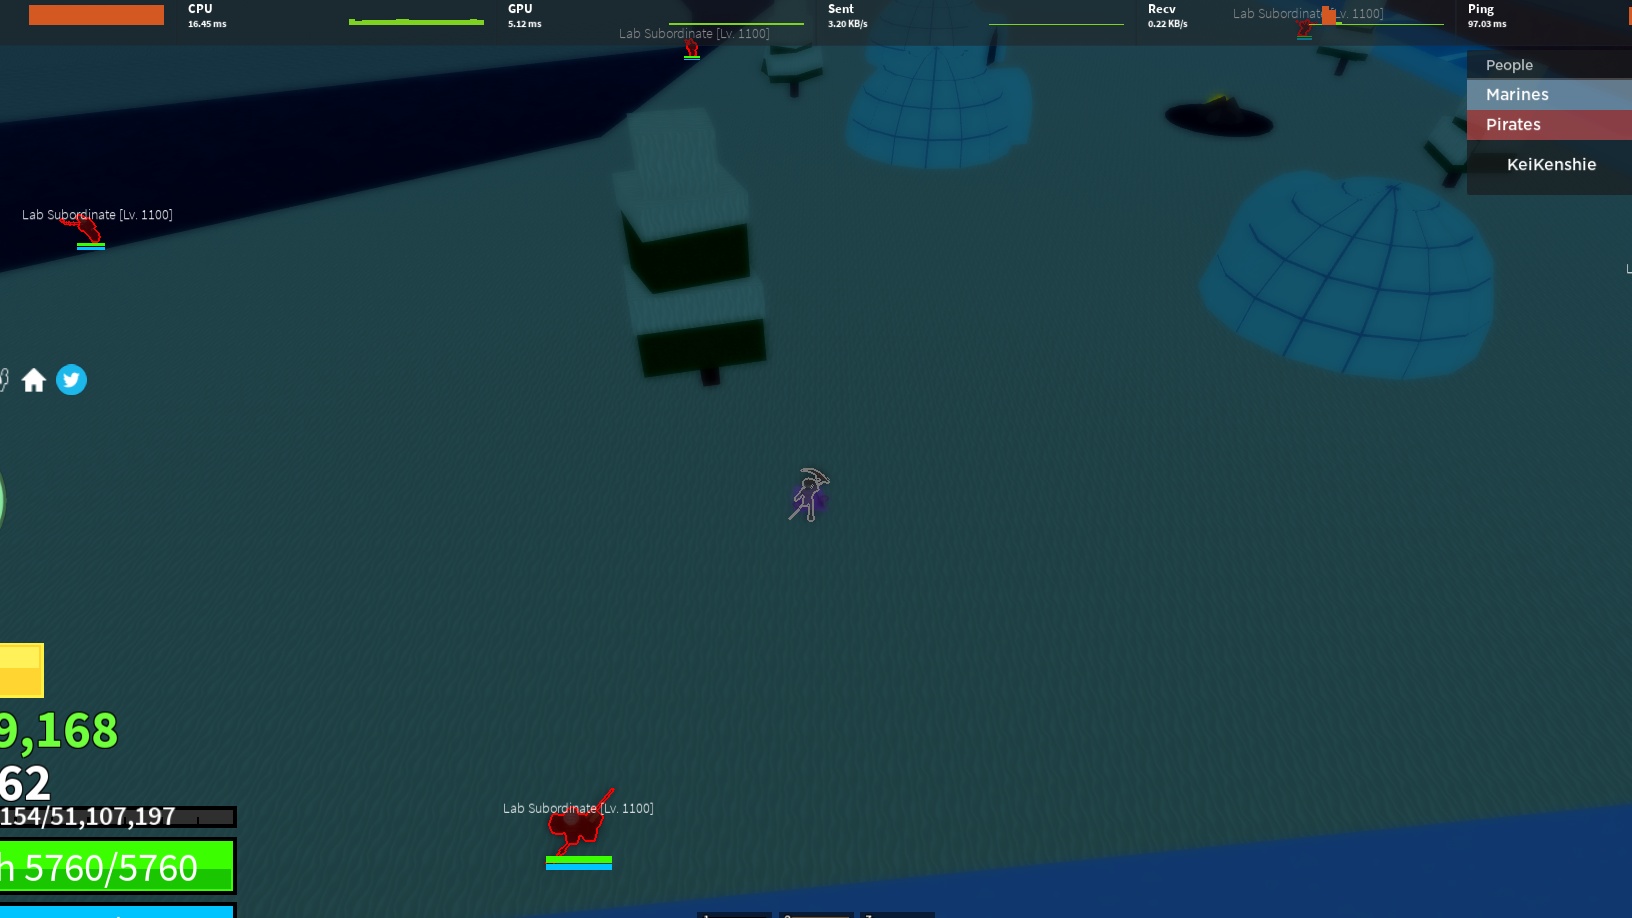 CPU
16.45 ms
GPU
5.12 ms
Sent
3.20 KB/s
Recv
0.22 KB/s
Ping
97.03 ms
Lab Subordinate [Lv. 1100]
Lab Subordinate [Lv. 1100]
People
Marines
Pirates
KeiKenshie
Lab Subordinate [Lv. 1100]
9,168
62
154/51,107,197
Lab Subordinate [Lv. 1100]
h 5760/5760